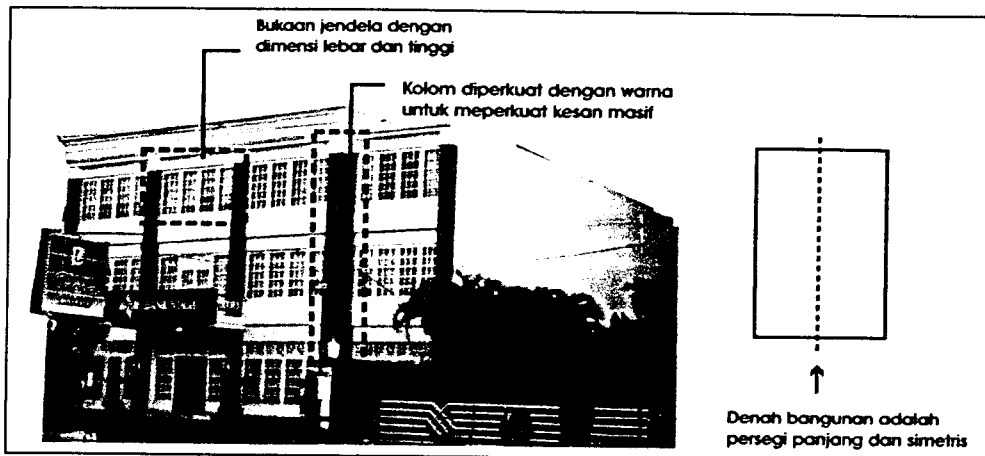 Bukaan jendela dengan
dimensi lebar dan tinggi
Kolom diperkuat dengan warna
untuk meperkuat kesan masif
Denah bangunan adalah
persegi panjang dan simetris